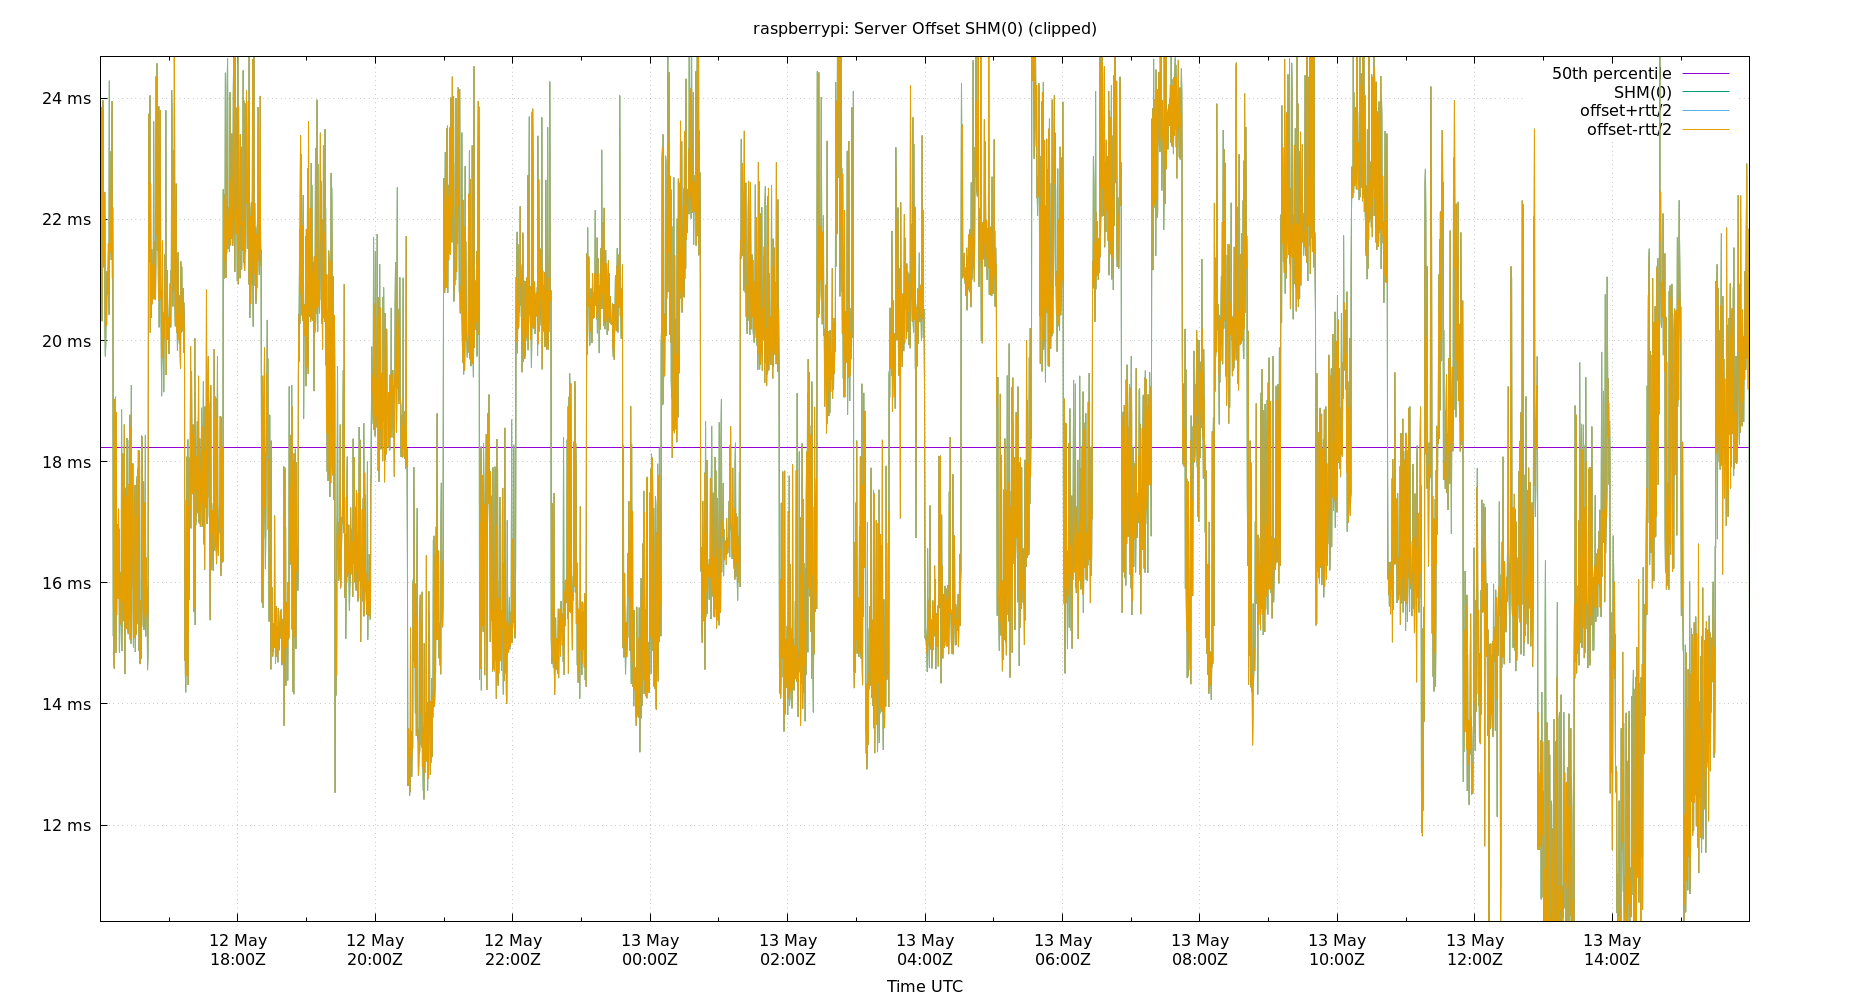 raspberrypi: Server Offset SHM(0) (clipped)
50th percentile
SHM(0)
offset+rtt/2
offset-rtt/2
24 ms
22 ms
20 ms
18 ms
16 ms
14 ms
12 ms
12 May 12 May 12 May 13 May 13 May 13 May 13 May 13 May 13 May 13 May 13 May
18:00Z 20:00Z 22:00Z 00:00Z 02:00Z 04:00Z 06:00Z 08:00Z 10:00Z 12:00Z 14:00Z
Time UTC